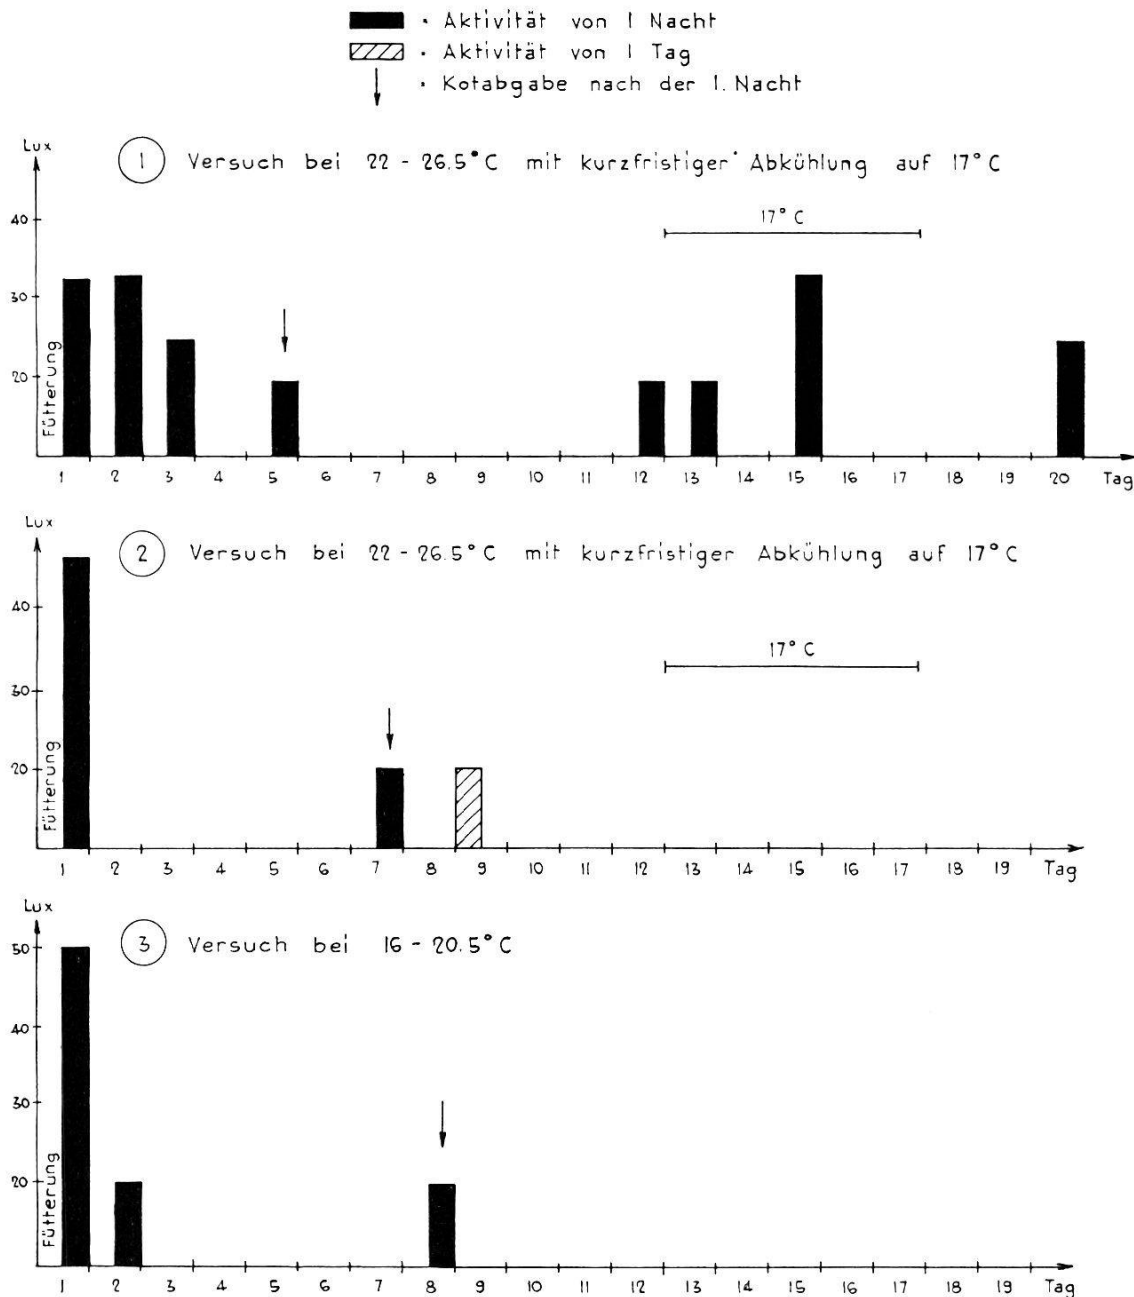 · Aktivität von 1 Nacht
· Aktivität von 1 Tag
· Kotabgabe nach der 1. Nacht
Lux
1 Versuch bei 22 - 26.5°C mit kurzfristiger Abkühlung auf 17°C
40
17°C
30
20
Fütterung
1 2 3 4 5 6 7 8 9 10 11 12 13 14 15 16 17 18 19 20 Tag
Lux
2 Versuch bei 22 - 26.5°C mit kurzfristiger Abkühlung auf 17°C
40
17°C
30
20
Fütterung
1 2 3 4 5 6 7 8 9 10 11 12 13 14 15 16 17 18 19 Tag
Lux
3 Versuch bei 16 - 20.5°C
50
40
30
20
Fütterung
1 2 3 4 5 6 7 8 9 10 11 12 13 14 15 16 17 18 19 Tag